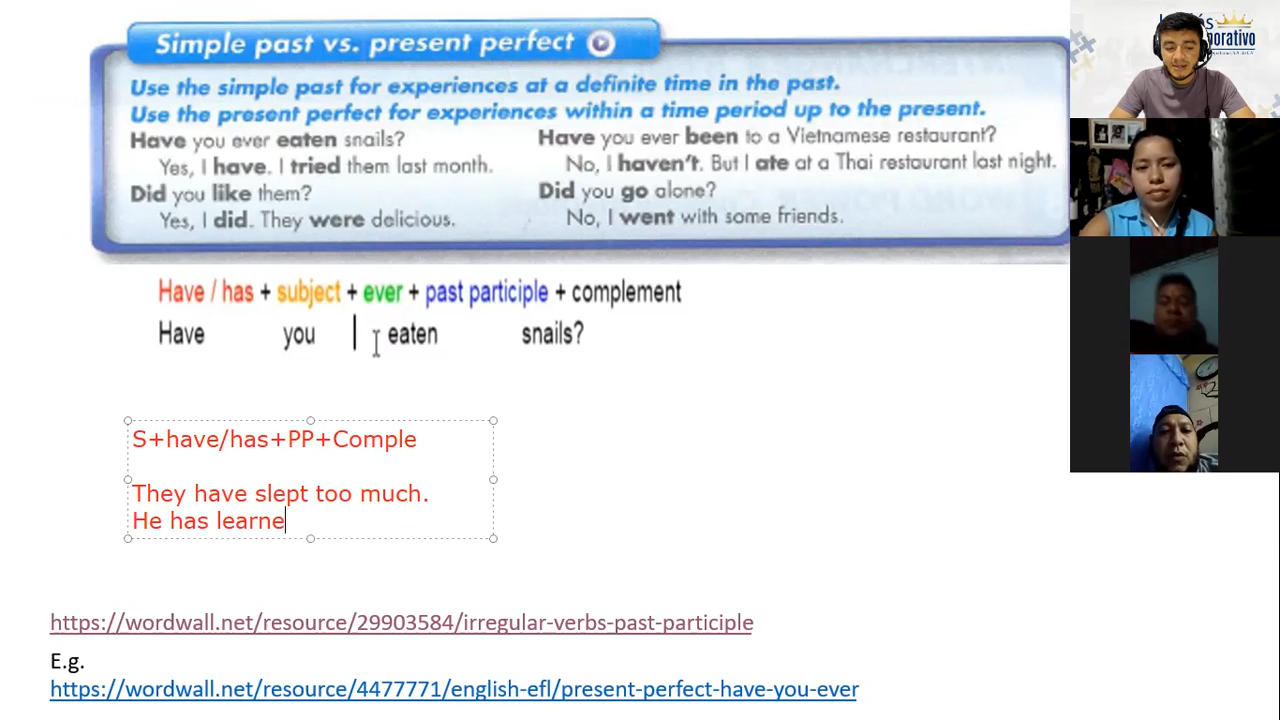 Simple past vs. present perfect
Use the simple past for experiences at a definite time in the past.
Use the present perfect for experiences within a time period up to the present.
Have you ever eaten snails?
Yes, I have. I tried them last month.
Did you like them?
Yes, I did. They were delicious.
Have you ever been to a Vietnamese restaurant?
No, I haven't. But I ate at a Thai restaurant last night.
Did you go alone?
No, I went with some friends.
Have / has + subject + ever + past participle + complement
Have you eaten snails?
S+have/has+PP+Comple
They have slept too much.
He has learne
https://wordwall.net/resource/29903584/irregular-verbs-past-participle
E.g.
https://wordwall.net/resource/4477771/english-efl/present-perfect-have-you-ever